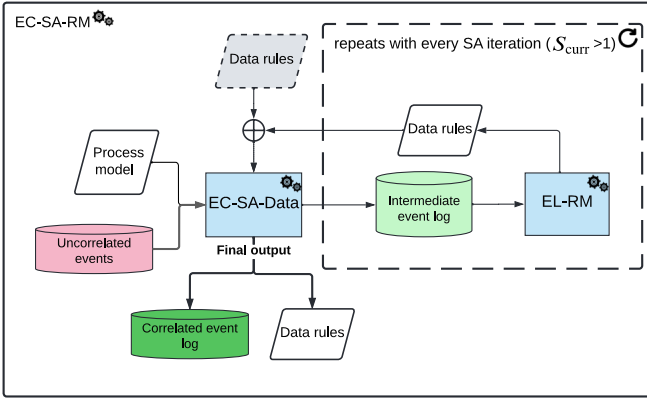 EC-SA-RM
repeats with every SA iteration (S_curr >1)
Data rules
Data rules
Process
model
EC-SA-Data
Intermediate
event log
EL-RM
Uncorrelated
events
Final output
Correlated event
log
Data rules